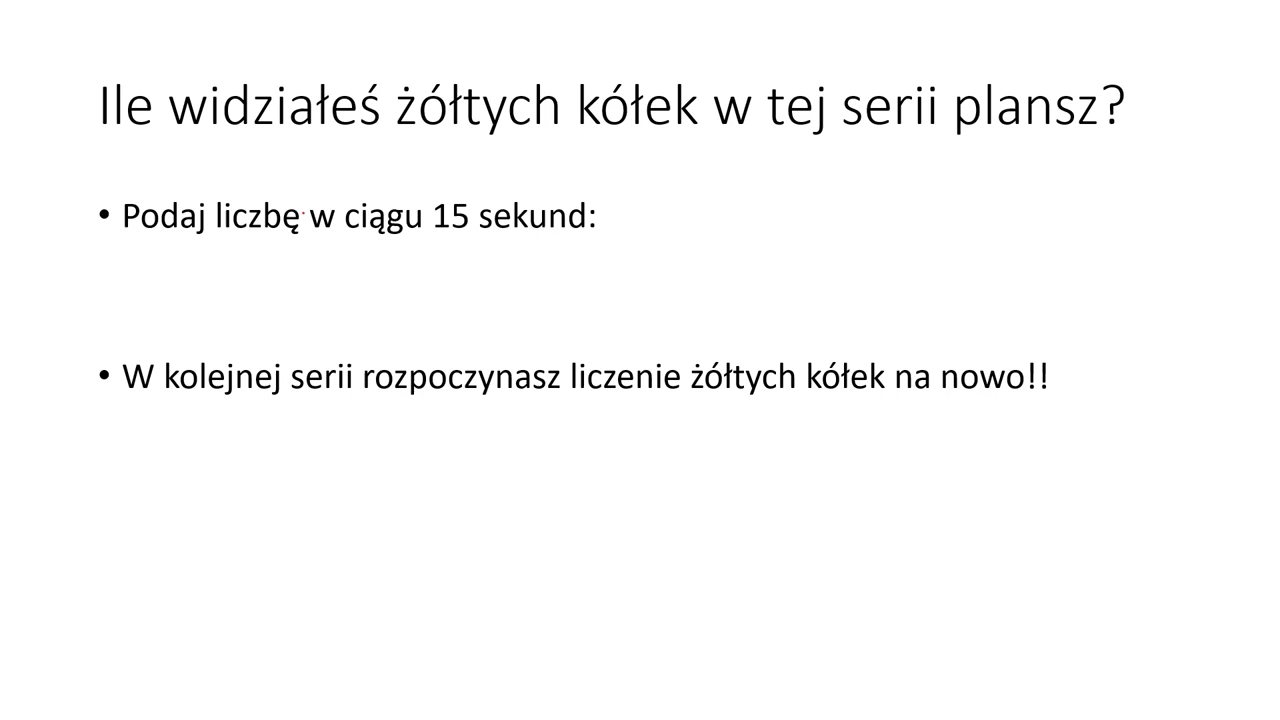 Ile widziałeś żółtych kółek w tej serii plansz?
• Podaj liczbę w ciągu 15 sekund:
• W kolejnej serii rozpoczynasz liczenie żółtych kółek na nowo!!